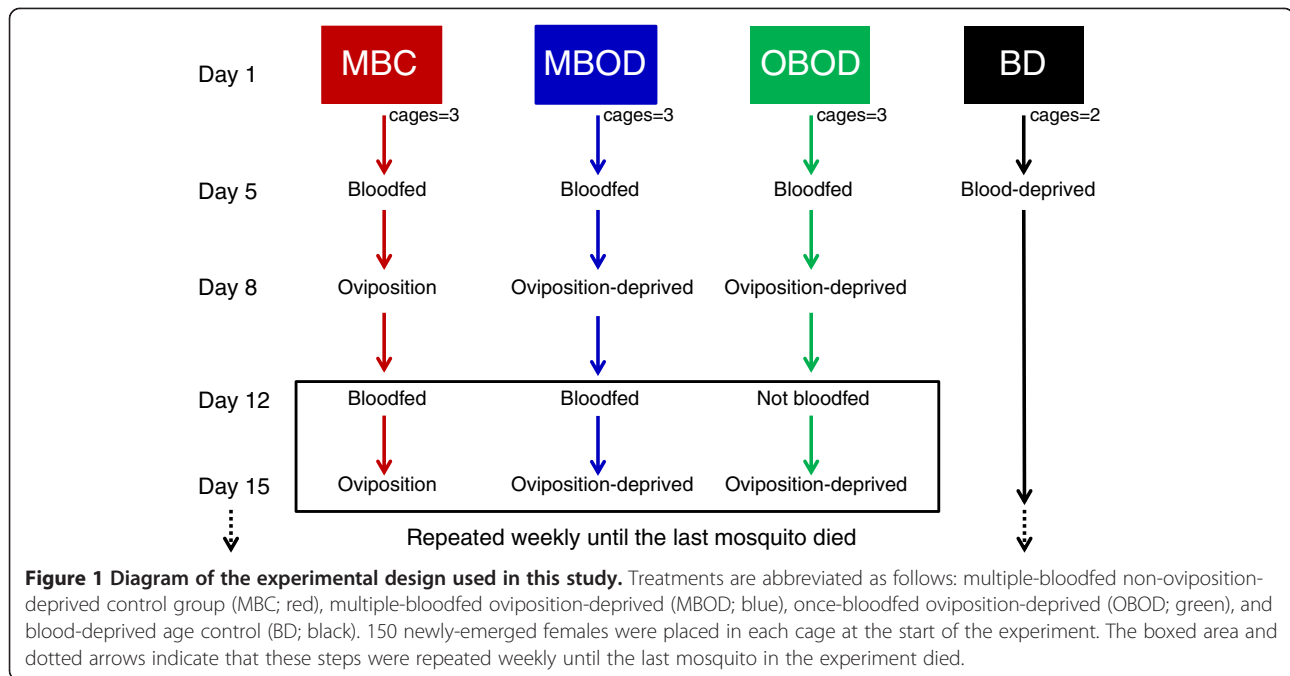 Day 1 MBC MBOD OBOD BD
cages=3 cages=3 cages=3 cages=2
Day 5 Bloodfed Bloodfed Bloodfed Blood-deprived
Day 8 Oviposition Oviposition-deprived Oviposition-deprived
Day 12 Bloodfed Bloodfed Not bloodfed
Day 15 Oviposition Oviposition-deprived Oviposition-deprived
Repeated weekly until the last mosquito died
Figure 1 Diagram of the experimental design used in this study. Treatments are abbreviated as follows: multiple-bloodfed non-oviposition-
deprived control group (MBC; red), multiple-bloodfed oviposition-deprived (MBOD; blue), once-bloodfed oviposition-deprived (OBOD; green), and
blood-deprived age control (BD; black). 150 newly-emerged females were placed in each cage at the start of the experiment. The boxed area and
dotted arrows indicate that these steps were repeated weekly until the last mosquito in the experiment died.